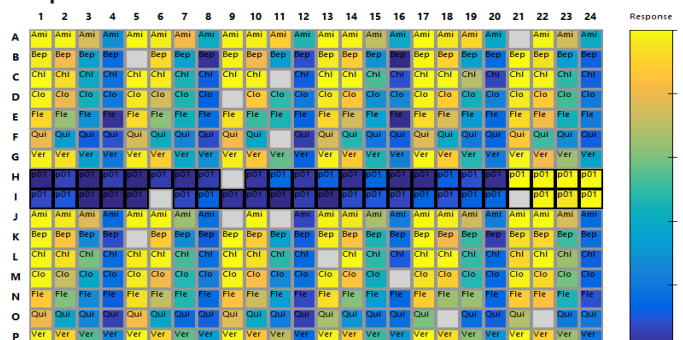 1 2 3 4 5 6 7 8 9 10 11 12 13 14 15 16 17 18 19 20 21 22 23 24 Response
A Ami Ami Ami Ami Ami Ami Ami Ami Ami Ami Ami Ami Ami Ami Ami Ami Ami Ami Ami Ami Ami Ami Ami
B Bep Bep Bep Bep Bep Bep Bep Bep Bep Bep Bep Bep Bep Bep Bep Bep Bep Bep Bep Bep Bep Bep Bep
C Chl Chl Chl Chl Chl Chl Chl Chl Chl Chl Chl Chl Chl Chl Chl Chl Chl Chl Chl Chl Chl Chl Chl
D Clo Clo Clo Clo Clo Clo Clo Clo Clo Clo Clo Clo Clo Clo Clo Clo Clo Clo Clo Clo Clo Clo Clo
E Fle Fle Fle Fle Fle Fle Fle Fle Fle Fle Fle Fle Fle Fle Fle Fle Fle Fle Fle Fle Fle Fle Fle Fle
F Qui Qui Qui Qui Qui Qui Qui Qui Qui Qui Qui Qui Qui Qui Qui Qui Qui Qui Qui Qui Qui Qui Qui
G Ver Ver Ver Ver Ver Ver Ver Ver Ver Ver Ver Ver Ver Ver Ver Ver Ver Ver Ver Ver Ver Ver Ver Ver
H p01 p01 p01 p01 p01 p01 p01 p01 p01 p01 p01 p01 p01 p01 p01 p01 p01 p01 p01 p01 p01 p01 p01
I p01 p01 p01 p01 p01 p01 p01 p01 p01 p01 p01 p01 p01 p01 p01 p01 p01 p01 p01 p01 p01 p01
J Ami Ami Ami Ami Ami Ami Ami Ami Ami Ami Ami Ami Ami Ami Ami Ami Ami Ami Ami Ami Ami Ami
K Bep Bep Bep Bep Bep Bep Bep Bep Bep Bep Bep Bep Bep Bep Bep Bep Bep Bep Bep Bep Bep Bep Bep
L Chl Chl Chl Chl Chl Chl Chl Chl Chl Chl Chl Chl Chl Chl Chl Chl Chl Chl Chl Chl Chl Chl Chl
M Clo Clo Clo Clo Clo Clo Clo Clo Clo Clo Clo Clo Clo Clo Clo Clo Clo Clo Clo Clo Clo Clo Clo
N Fle Fle Fle Fle Fle Fle Fle Fle Fle Fle Fle Fle Fle Fle Fle Fle Fle Fle Fle Fle Fle Fle Fle Fle
O Qui Qui Qui Qui Qui Qui Qui Qui Qui Qui Qui Qui Qui Qui Qui Qui Qui Qui Qui Qui Qui Qui
P Ver Ver Ver Ver Ver Ver Ver Ver Ver Ver Ver Ver Ver Ver Ver Ver Ver Ver Ver Ver Ver Ver Ver Ver